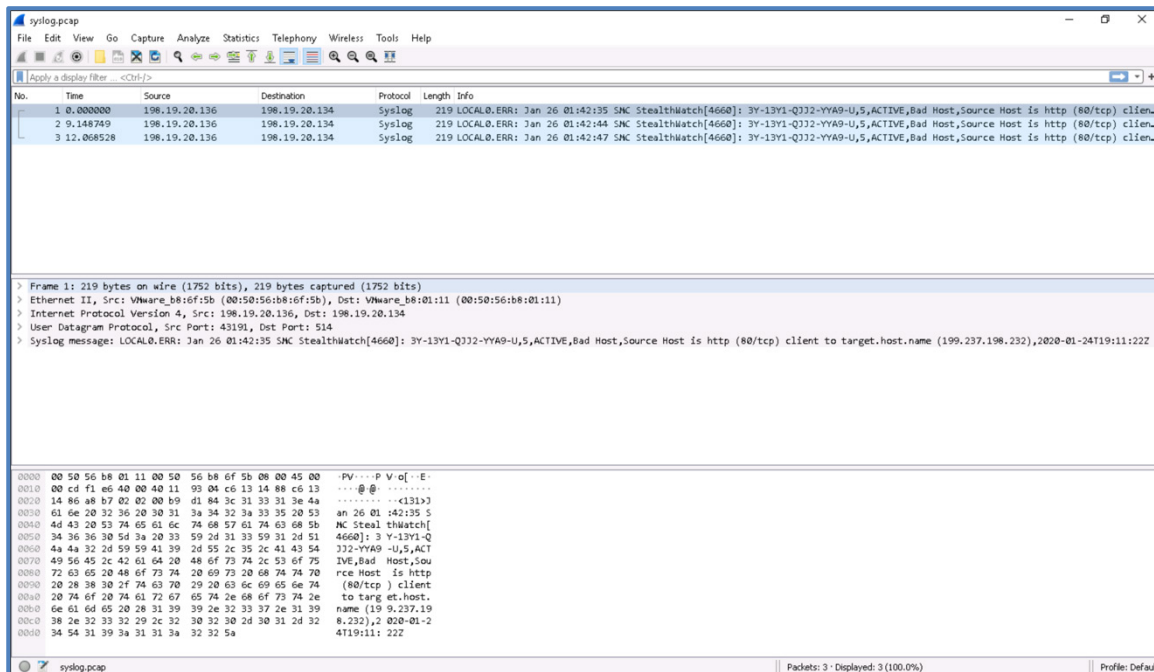 syslog.pcap
File Edit View Go Capture Analyze Statistics Telephony Wireless Tools Help
Apply a display filter ... <Ctrl-/>
No. Time Source Destination Protocol Length Info
1 0.000000 198.19.20.136 198.19.20.134 Syslog 219 LOCAL0.ERR: Jan 26 01:42:35 SMC StealthWatch[4660]: 3Y-13Y1-QJJ2-YYA9-U,5,ACTIVE,Bad Host,Source Host is http (80/tcp) clien…
2 9.148749 198.19.20.136 198.19.20.134 Syslog 219 LOCAL0.ERR: Jan 26 01:42:44 SMC StealthWatch[4660]: 3Y-13Y1-QJJ2-YYA9-U,5,ACTIVE,Bad Host,Source Host is http (80/tcp) clien…
3 12.068528 198.19.20.136 198.19.20.134 Syslog 219 LOCAL0.ERR: Jan 26 01:42:47 SMC StealthWatch[4660]: 3Y-13Y1-QJJ2-YYA9-U,5,ACTIVE,Bad Host,Source Host is http (80/tcp) clien…
> Frame 1: 219 bytes on wire (1752 bits), 219 bytes captured (1752 bits)
> Ethernet II, Src: VMware_b8:6f:5b (00:50:56:b8:6f:5b), Dst: VMware_b8:01:11 (00:50:56:b8:01:11)
> Internet Protocol Version 4, Src: 198.19.20.136, Dst: 198.19.20.134
> User Datagram Protocol, Src Port: 43191, Dst Port: 514
> Syslog message: LOCAL0.ERR: Jan 26 01:42:35 SMC StealthWatch[4660]: 3Y-13Y1-QJJ2-YYA9-U,5,ACTIVE,Bad Host,Source Host is http (80/tcp) client to target.host.name (199.237.198.232),2020-01-24T19:11:22Z
0000 00 50 56 b8 01 11 00 50 56 b8 6f 5b 08 00 45 00 ·PV····P V·o[··E·
0010 00 cd f1 e6 40 00 40 11 93 04 c6 13 14 88 c6 13 ····@·@· ········
0020 14 86 a8 b7 02 02 00 b9 d1 84 3c 31 33 31 3e 4a ········ ··<131>J
0030 61 6e 20 32 36 20 30 31 3a 34 32 3a 33 35 20 53 an 26 01 :42:35 S
0040 4d 43 20 53 74 65 61 6c 74 68 57 61 74 63 68 5b MC Steal thWatch[
0050 34 36 36 30 5d 3a 20 33 59 2d 31 33 59 31 2d 51 4660]: 3 Y-13Y1-Q
0060 4a 4a 32 2d 59 59 41 39 2d 55 2c 35 2c 41 43 54 JJ2-YYA9 -U,5,ACT
0070 49 56 45 2c 42 61 64 20 48 6f 73 74 2c 53 6f 75 IVE,Bad Host,Sou
0080 72 63 65 20 48 6f 73 74 20 69 73 20 68 74 74 70 rce Host is http
0090 20 28 38 30 2f 74 63 70 29 20 63 6c 69 65 6e 74 (80/tcp ) client
00a0 20 74 6f 20 74 61 72 67 65 74 2e 68 6f 73 74 2e to targ et.host.
00b0 6e 61 6d 65 20 28 31 39 39 2e 32 33 37 2e 31 39 name (19 9.237.19
00c0 38 2e 32 33 32 29 2c 32 30 32 30 2d 30 31 2d 32 8.232),2 020-01-2
00d0 34 54 31 39 3a 31 31 3a 32 32 5a 4T19:11: 22Z
syslog.pcap Packets: 3 · Displayed: 3 (100.0%) Profile: Defau